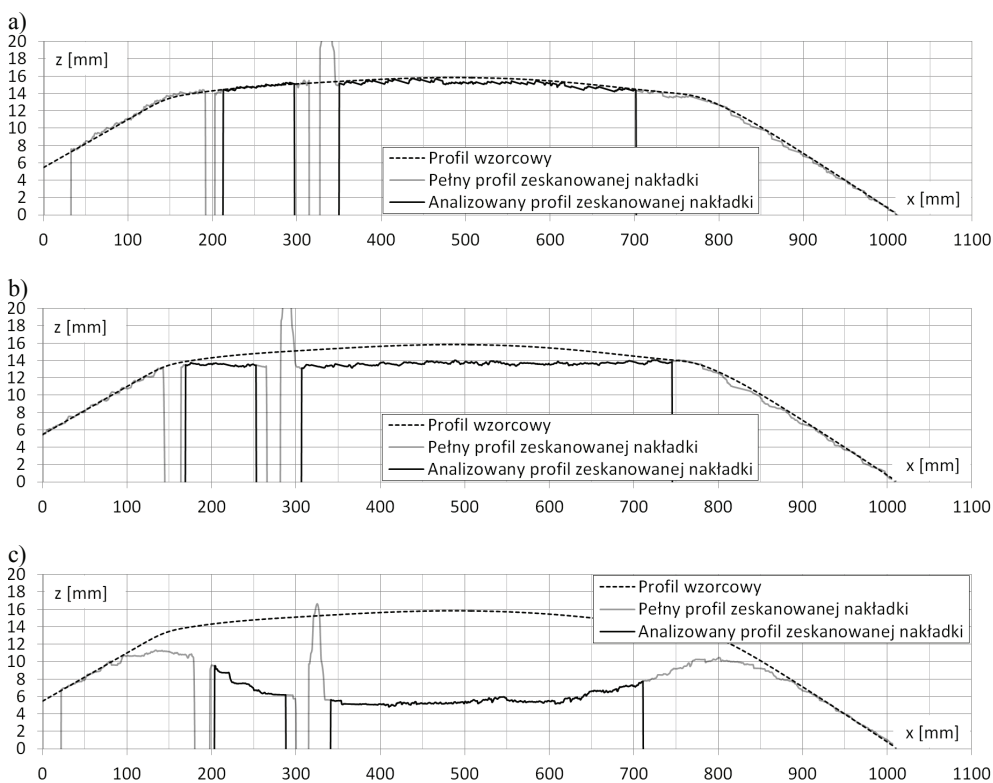 a)
20
18
16
14
12
10
8
6
4
2
0
z [mm]
Profil wzorcowy
Pełny profil zeskanowanej nakładki
Analizowany profil zeskanowanej nakładki
x [mm]
0 100 200 300 400 500 600 700 800 900 1000 1100
b)
20
18
16
14
12
10
8
6
4
2
0
z [mm]
Profil wzorcowy
Pełny profil zeskanowanej nakładki
Analizowany profil zeskanowanej nakładki
x [mm]
0 100 200 300 400 500 600 700 800 900 1000 1100
c)
20
18
16
14
12
10
8
6
4
2
0
z [mm]
Profil wzorcowy
Pełny profil zeskanowanej nakładki
Analizowany profil zeskanowanej nakładki
x [mm]
0 100 200 300 400 500 600 700 800 900 1000 1100